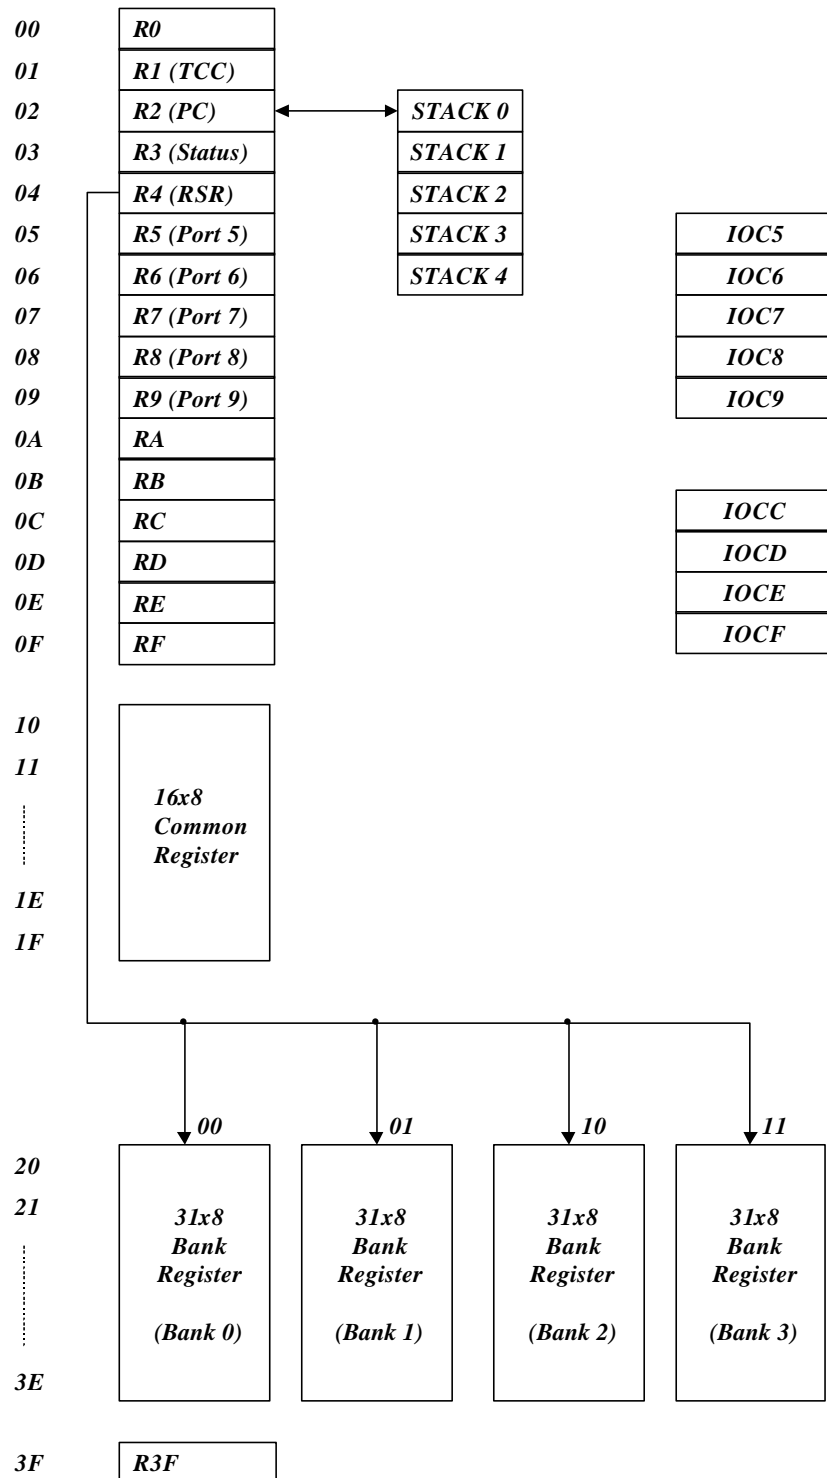 00 R0
01 R1 (TCC)
02 R2 (PC) STACK 0
03 R3 (Status) STACK 1
04 R4 (RSR) STACK 2
05 R5 (Port 5) STACK 3 IOC5
06 R6 (Port 6) STACK 4 IOC6
07 R7 (Port 7) IOC7
08 R8 (Port 8) IOC8
09 R9 (Port 9) IOC9
0A RA
0B RB
0C RC IOCC
0D RD IOCD
0E RE IOCE
0F RF IOCF
10
11
16x8
Common
Register
1E
1F
00 01 10 11
20
21
31x8
Bank
Register
(Bank 0)
31x8
Bank
Register
(Bank 1)
31x8
Bank
Register
(Bank 2)
31x8
Bank
Register
(Bank 3)
3E
3F R3F